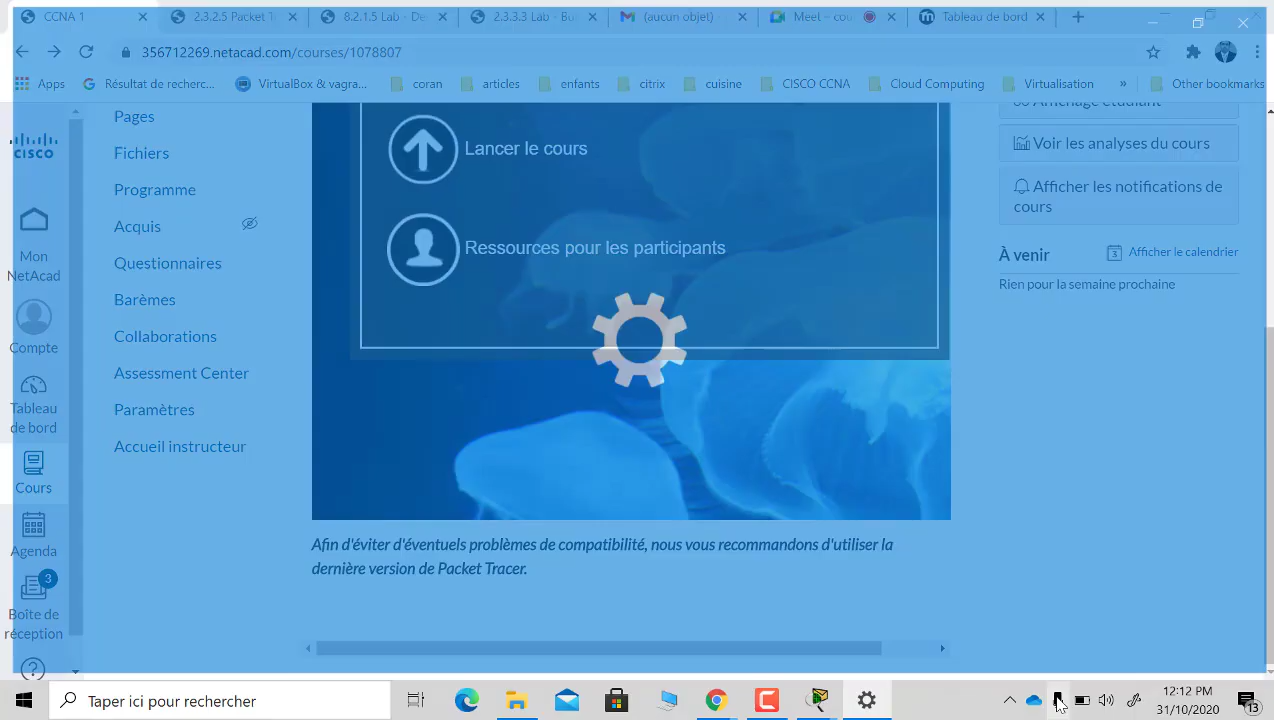 CCNA 1
2.3.2.5 Packet T
8.2.1.5 Lab - De
2.3.3.3 Lab - Bu
(aucun objet)
Meet – cou
Tableau de bord
356712269.netacad.com/courses/1078807
Apps
Résultat de recherc...
VirtualBox & vagra...
coran
articles
enfants
citrix
cuisine
CISCO CCNA
Cloud Computing
Virtualisation
»
Other bookmarks
CISCO
Mon
NetAcad
Compte
Tableau
de bord
Cours
Agenda
3
Boîte de
réception
Pages
Fichiers
Programme
Acquis
Questionnaires
Barèmes
Collaborations
Assessment Center
Paramètres
Accueil instructeur
Lancer le cours
Ressources pour les participants
Afin d'éviter d'éventuels problèmes de compatibilité, nous vous recommandons d'utiliser la
dernière version de Packet Tracer.
Affichage étudiant
Voir les analyses du cours
Afficher les notifications de
cours
À venir
3 Afficher le calendrier
Rien pour la semaine prochaine
Taper ici pour rechercher
12:12 PM
31/10/2020
13